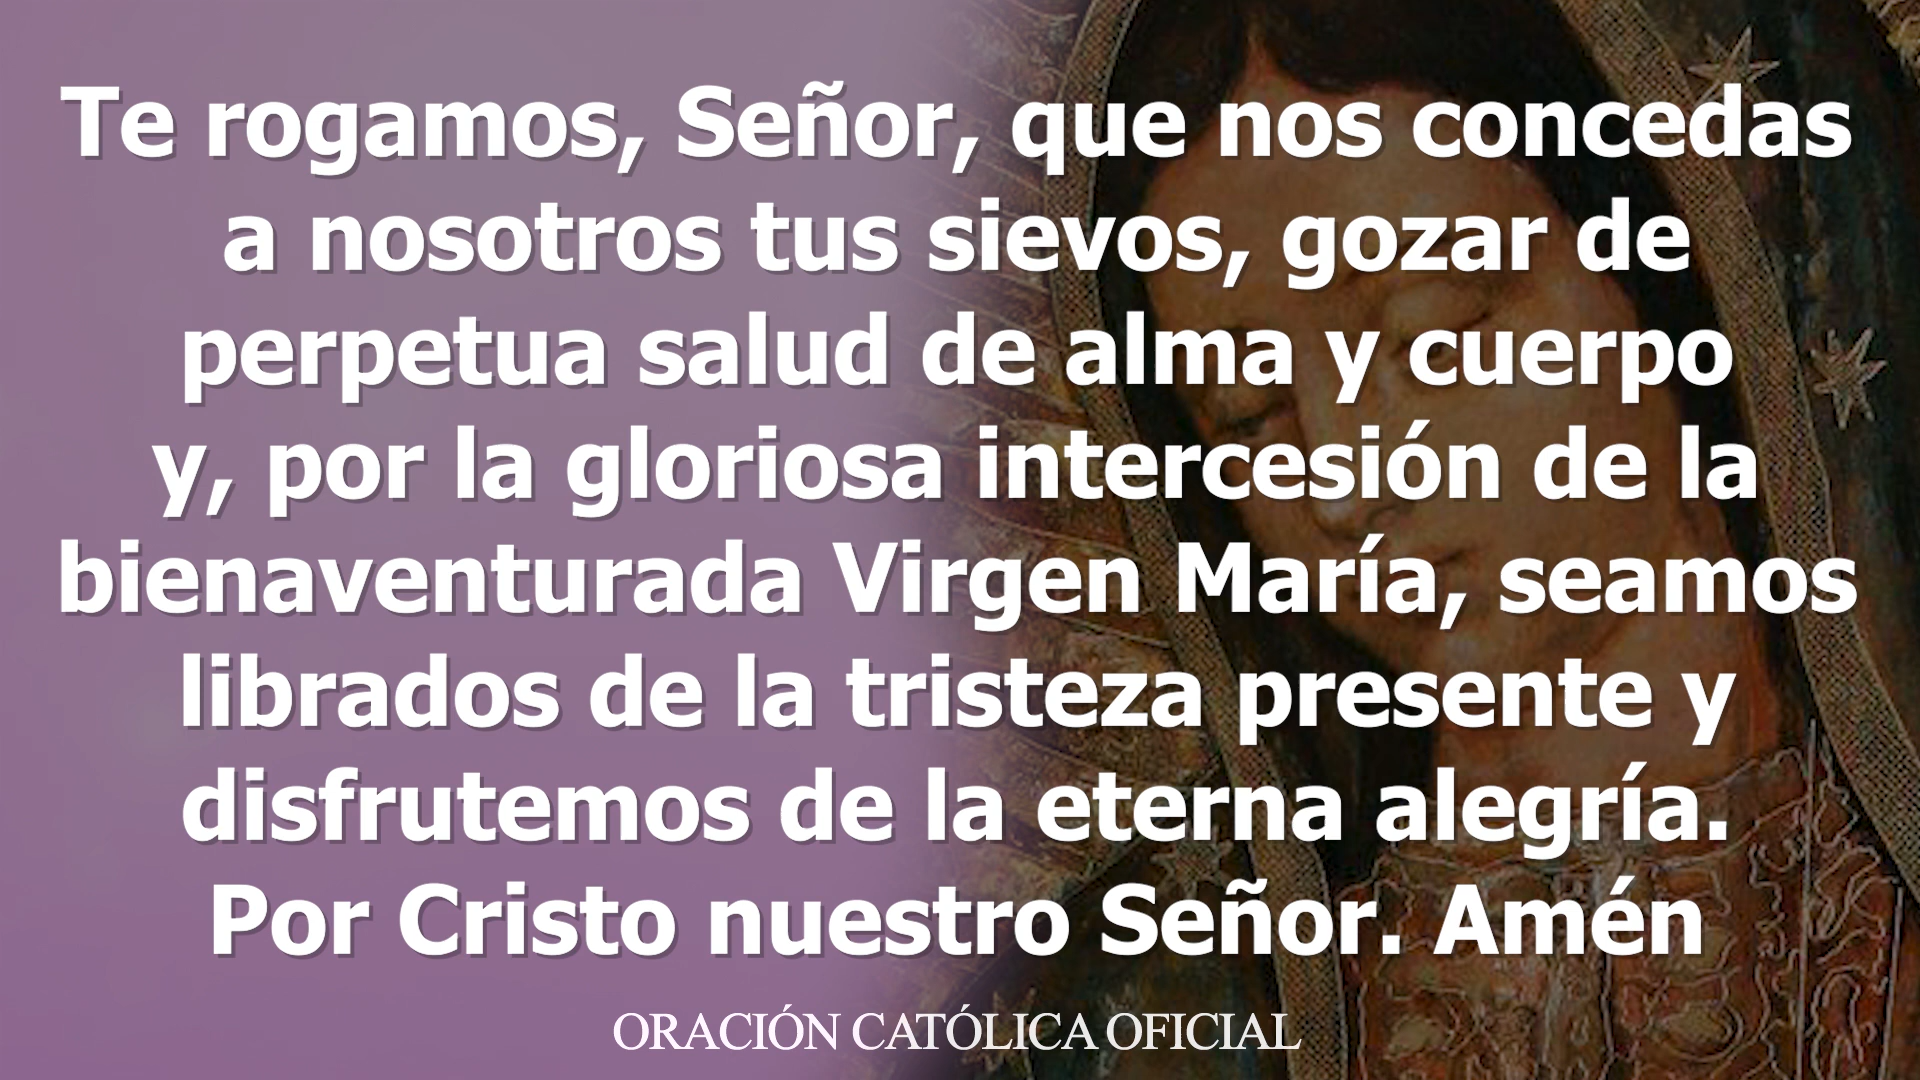 Te rogamos, Señor, que nos concedas
a nosotros tus sievos, gozar de
perpetua salud de alma y cuerpo
y, por la gloriosa intercesión de la
bienaventurada Virgen María, seamos
librados de la tristeza presente y
disfrutemos de la eterna alegría.
Por Cristo nuestro Señor. Amén
ORACIÓN CATÓLICA OFICIAL